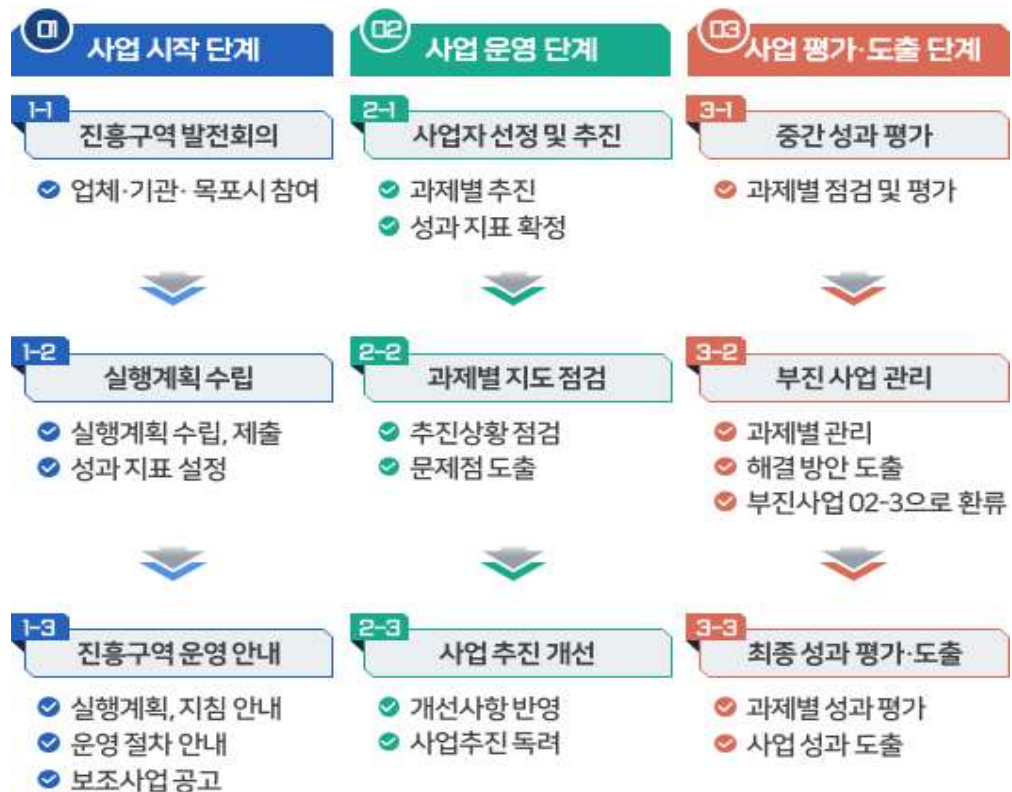 01 사업 시작 단계
1-1
진흥구역 발전회의
업체·기관· 목포시 참여
1-2
실행계획 수립
실행계획 수립, 제출
성과 지표 설정
1-3
진흥구역 운영 안내
실행계획, 지침 안내
운영 절차 안내
보조사업 공고
02 사업 운영 단계
2-1
사업자 선정 및 추진
과제별 추진
성과 지표 확정
2-2
과제별 지도 점검
추진상황 점검
문제점 도출
2-3
사업 추진 개선
개선사항 반영
사업추진 독려
03 사업 평가·도출 단계
3-1
중간 성과 평가
과제별 점검 및 평가
3-2
부진 사업 관리
과제별 관리
해결 방안 도출
부진사업 02-3으로 환류
3-3
최종 성과 평가·도출
과제별 성과 평가
사업 성과 도출